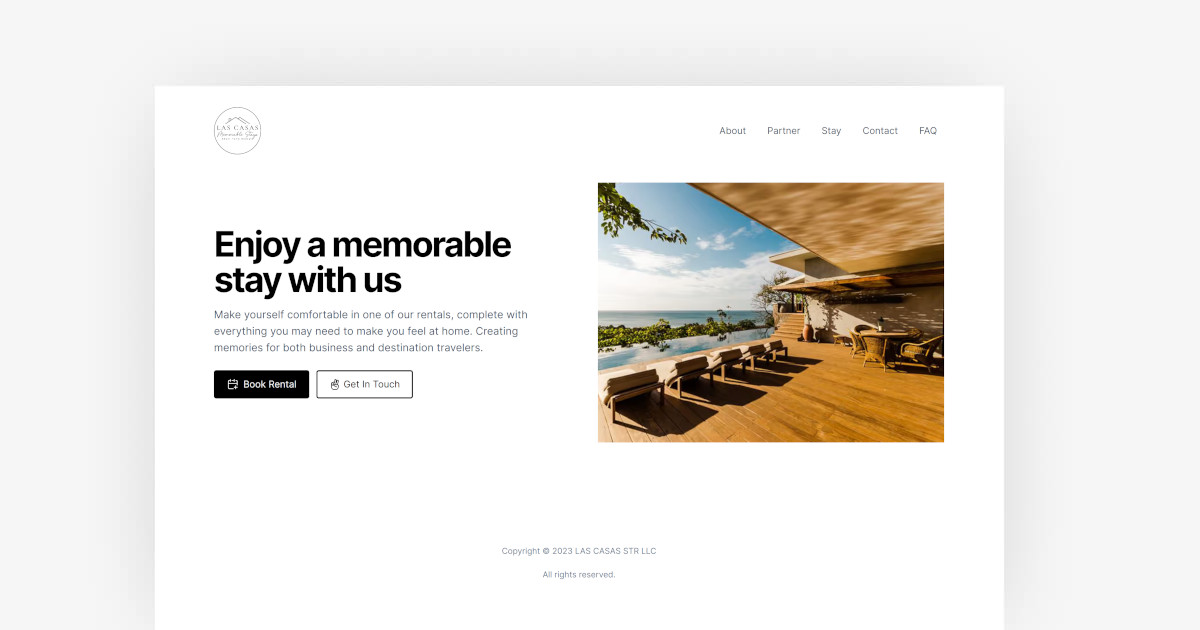 LAS CASAS
Memorable Stays
About Partner Stay Contact FAQ
Enjoy a memorable
stay with us
Make yourself comfortable in one of our rentals, complete with
everything you may need to make you feel at home. Creating
memories for both business and destination travelers.
Book Rental Get In Touch
Copyright © 2023 LAS CASAS STR LLC
All rights reserved.